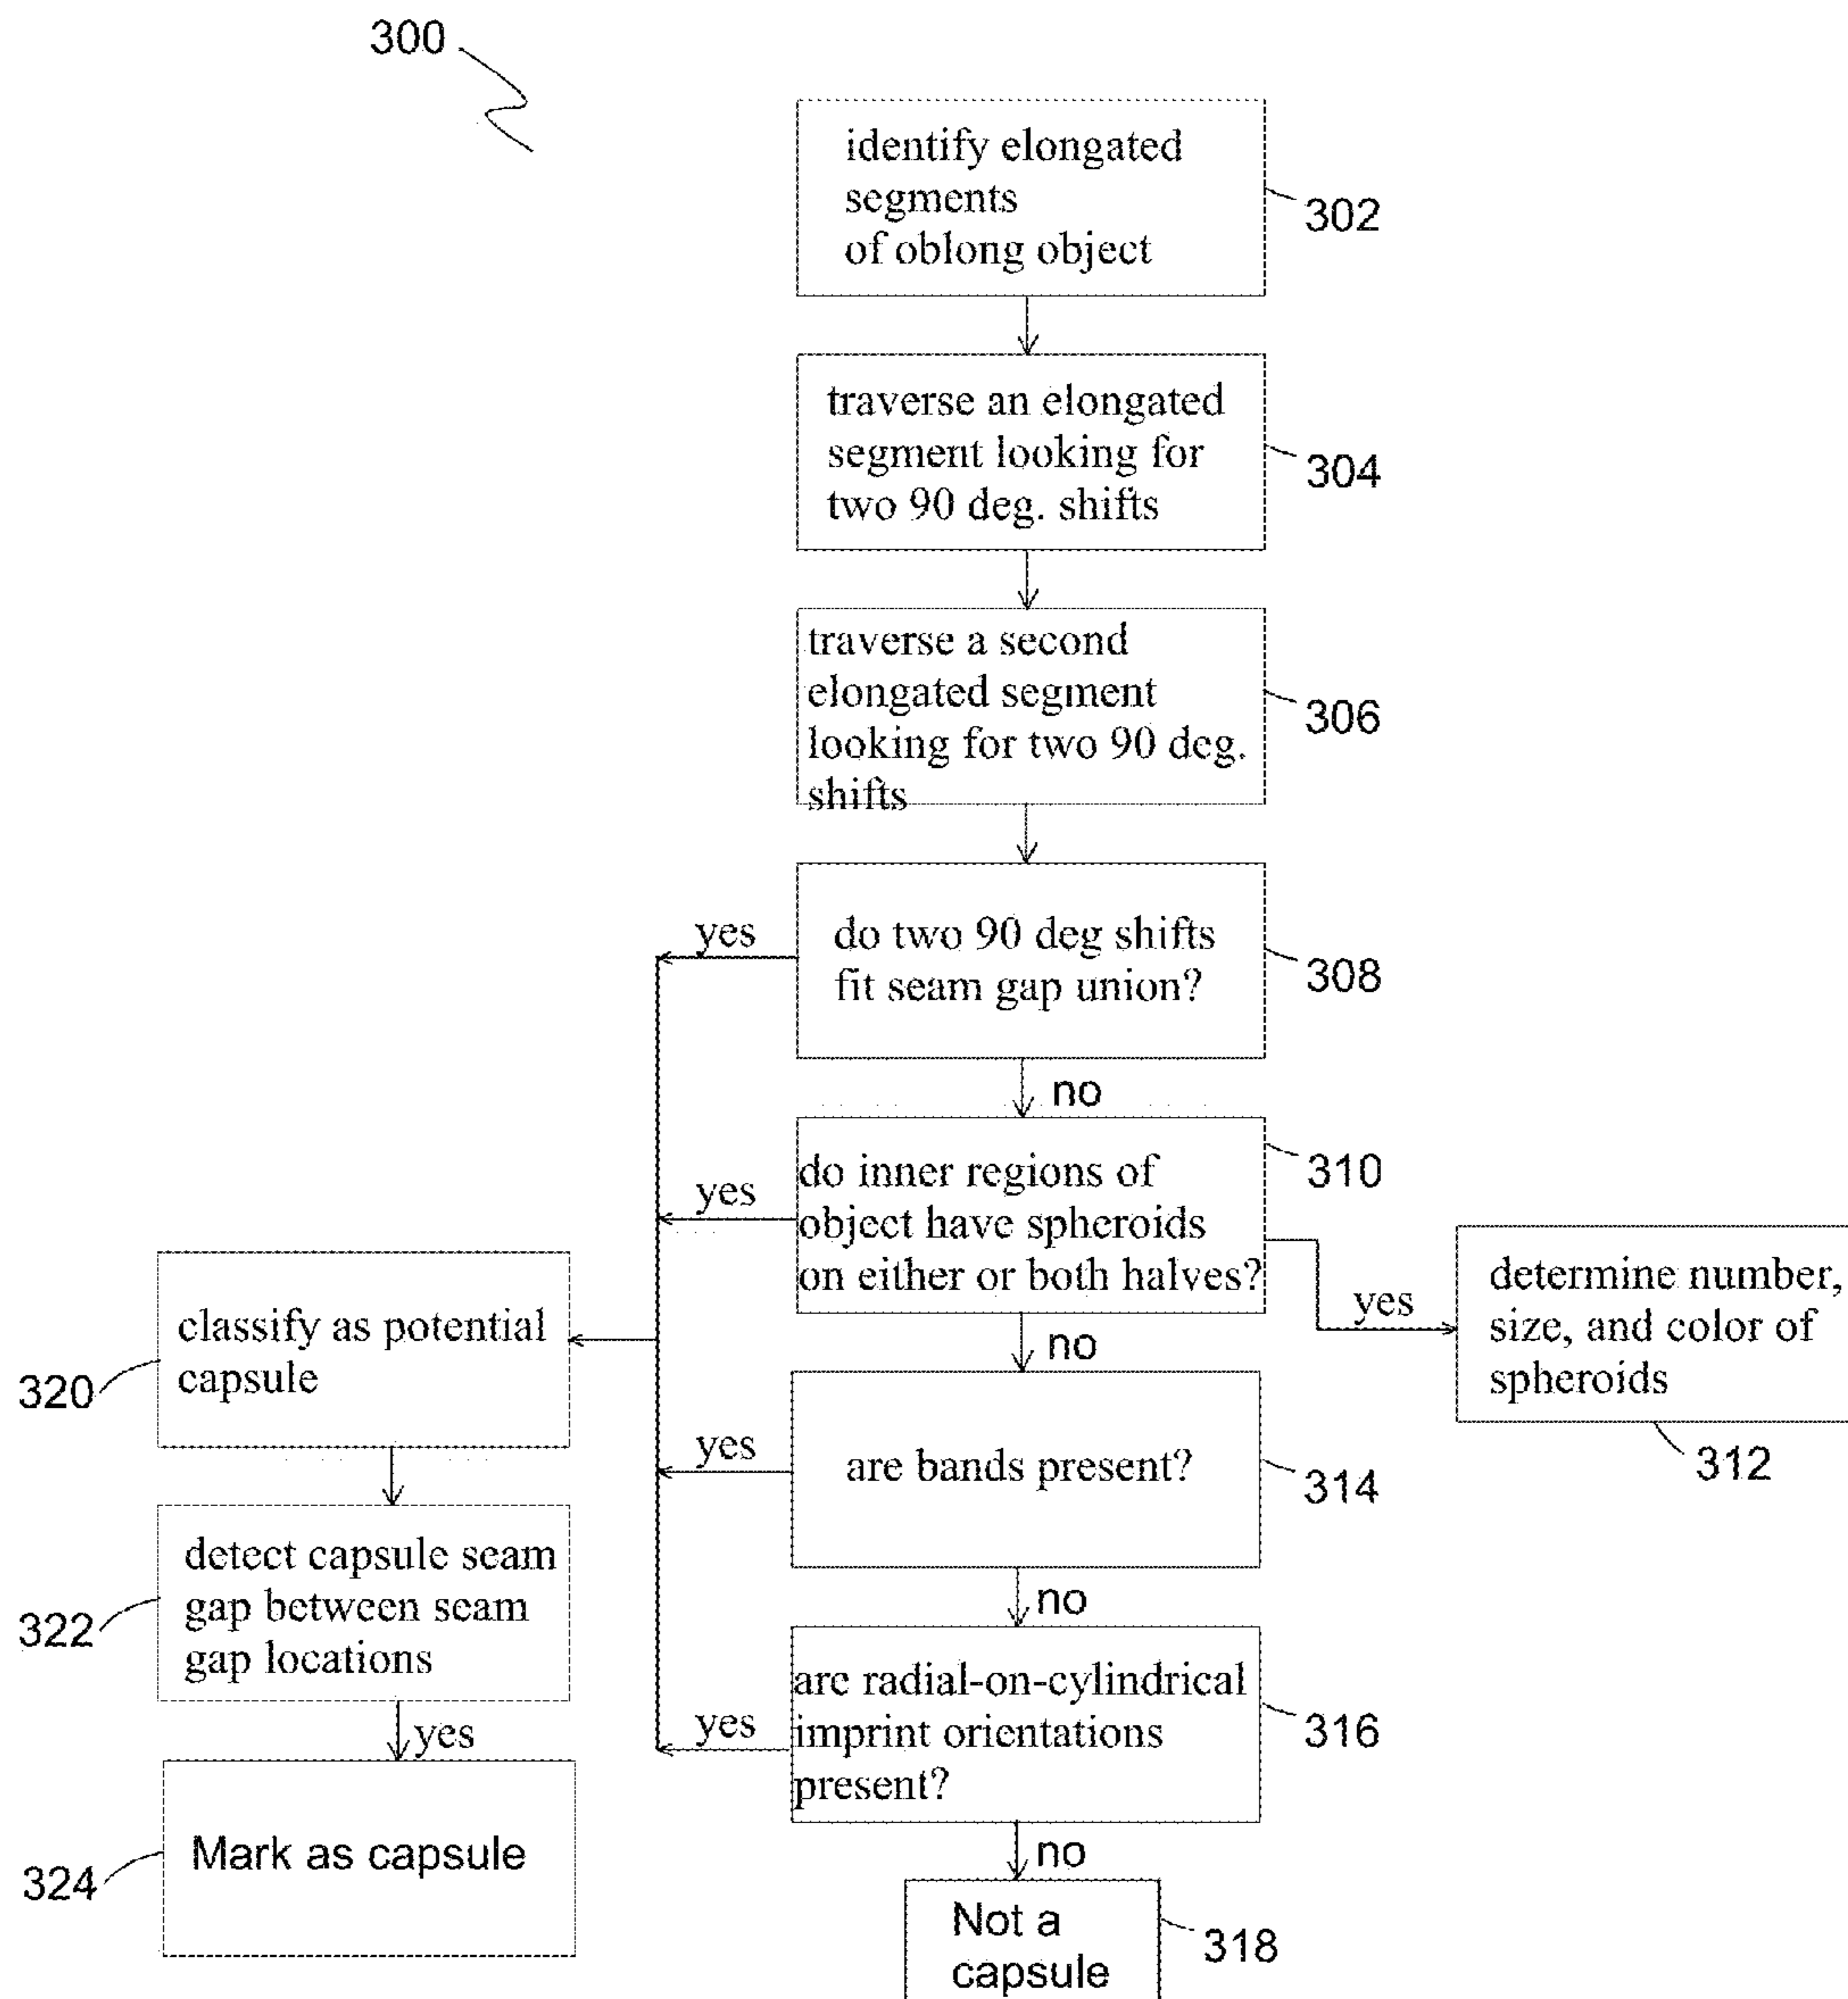 300
identify elongated
segments
of oblong object
302
traverse an elongated
segment looking for
two 90 deg. shifts
304
traverse a second
elongated segment
looking for two 90 deg.
shifts
306
do two 90 deg shifts
fit seam gap union?
308
yes
no
do inner regions of
object have spheroids
on either or both halves?
310
yes
yes
determine number,
size, and color of
spheroids
312
no
are bands present?
314
yes
no
are radial-on-cylindrical
imprint orientations
present?
316
yes
no
Not a
capsule
318
classify as potential
capsule
320
detect capsule seam
gap between seam
gap locations
322
yes
Mark as capsule
324